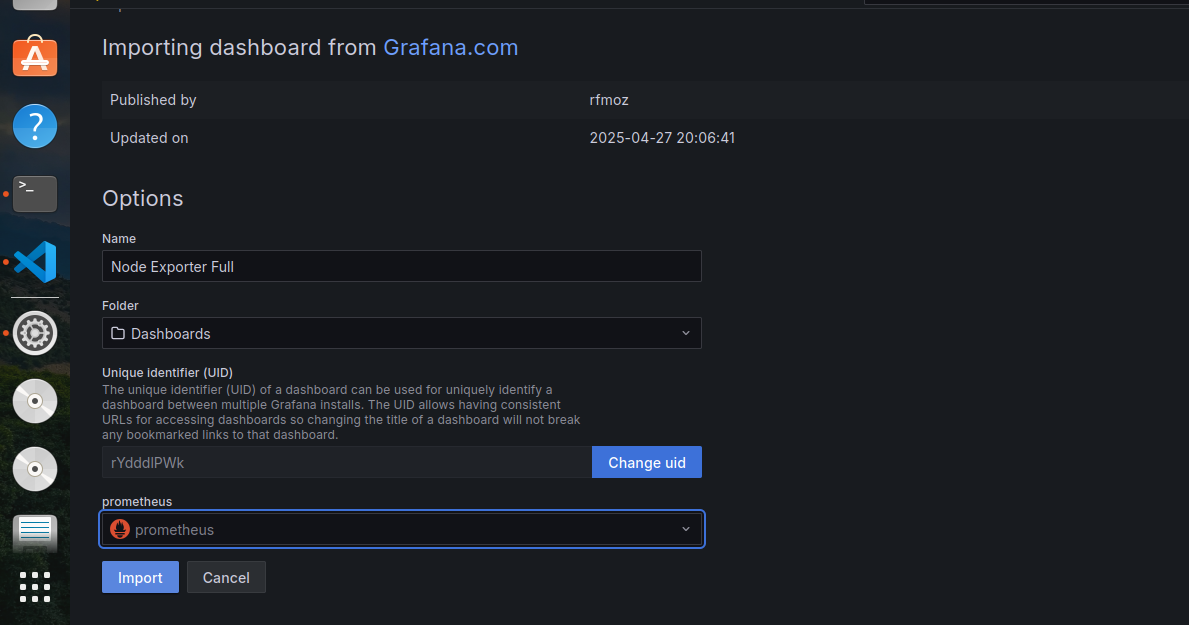 Importing dashboard from Grafana.com
Published by rfmoz
Updated on 2025-04-27 20:06:41
Options
Name
Node Exporter Full
Folder
Dashboards
Unique identifier (UID)
The unique identifier (UID) of a dashboard can be used for uniquely identify a
dashboard between multiple Grafana installs. The UID allows having consistent
URLs for accessing dashboards so changing the title of a dashboard will not break
any bookmarked links to that dashboard.
rYdddlPWk Change uid
prometheus
prometheus
Import Cancel